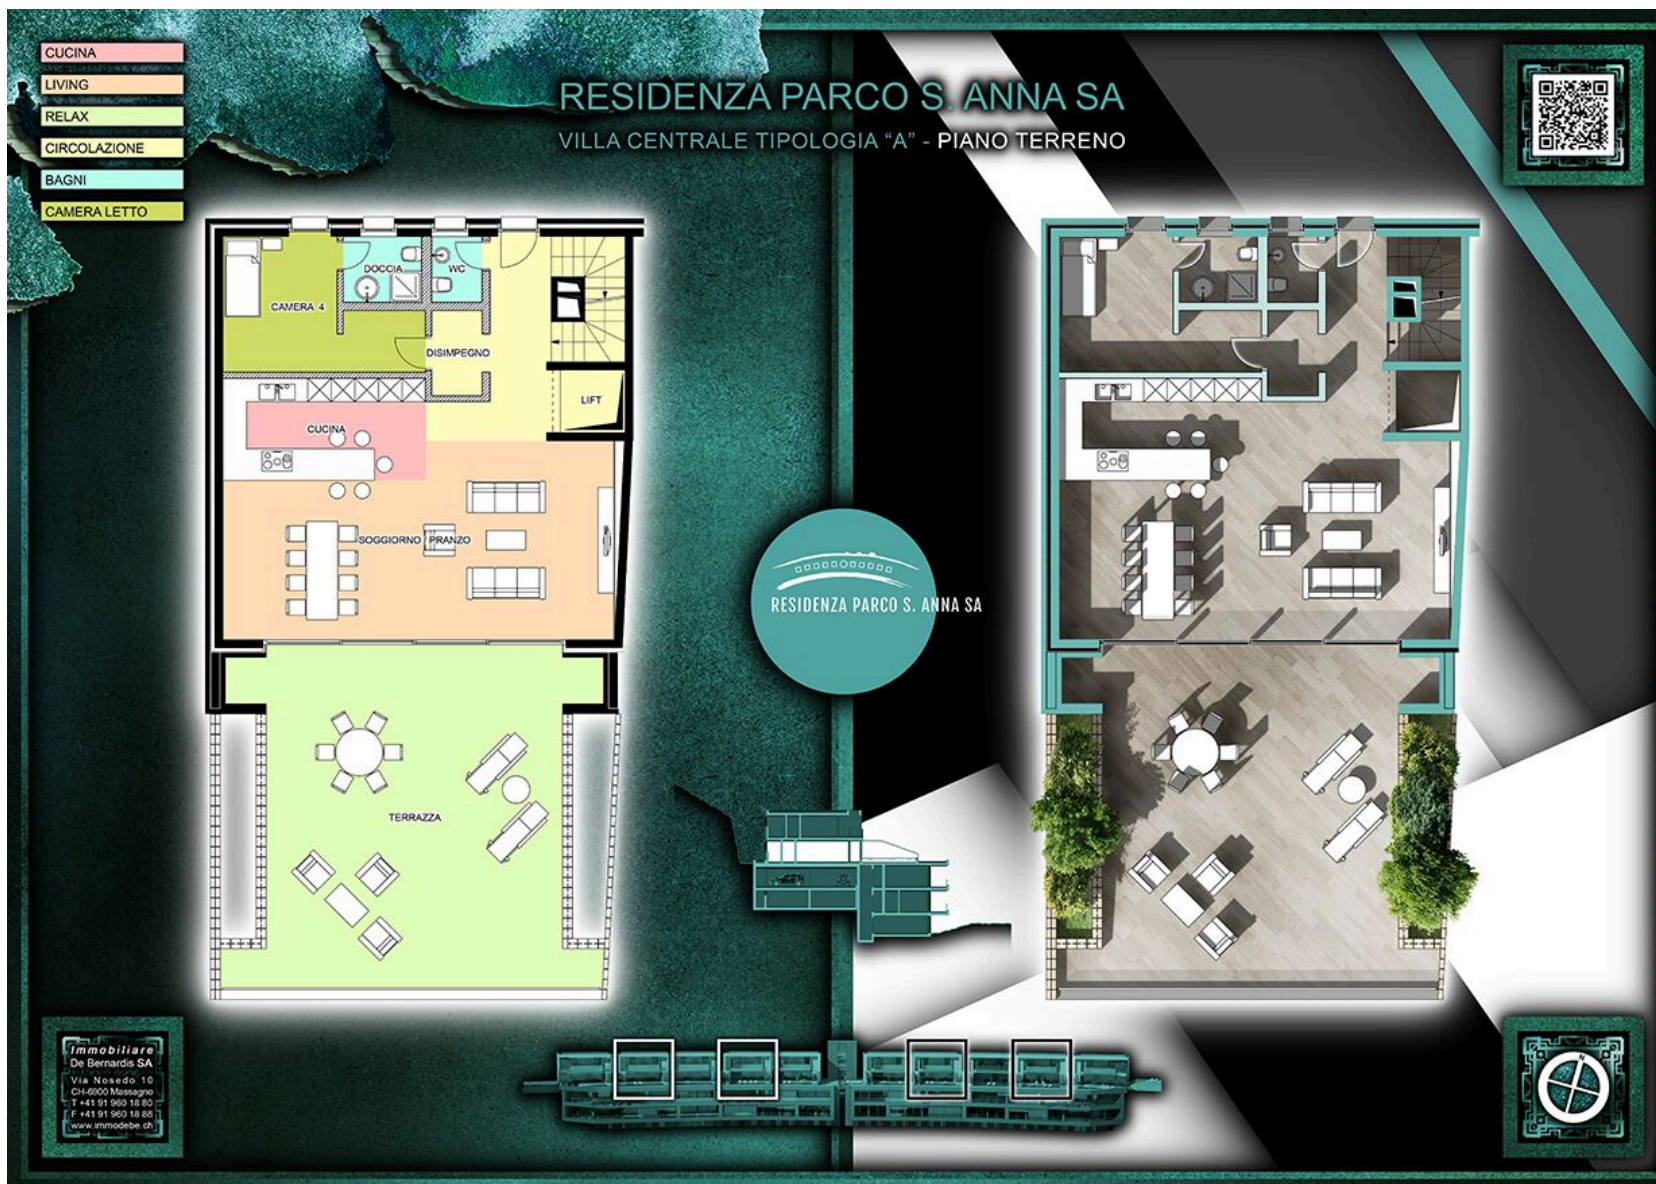 CUCINA
LIVING
RELAX
CIRCOLAZIONE
BAGNI
CAMERA LETTO
RESIDENZA PARCO S. ANNA SA
VILLA CENTRALE TIPOLOGIA “A” - PIANO TERRENO
DOCCIA
WC
CAMERA 4
DISIMPEGNO
LIFT
CUCINA
SOGGIORNO / PRANZO
TERRAZZA
RESIDENZA PARCO S. ANNA SA
Immobiliare
De Bernardis SA
Via Nosedo 10
CH-6900 Massagno
T +41 91 960 18 80
F +41 91 960 18 88
www.immodebe.ch
N